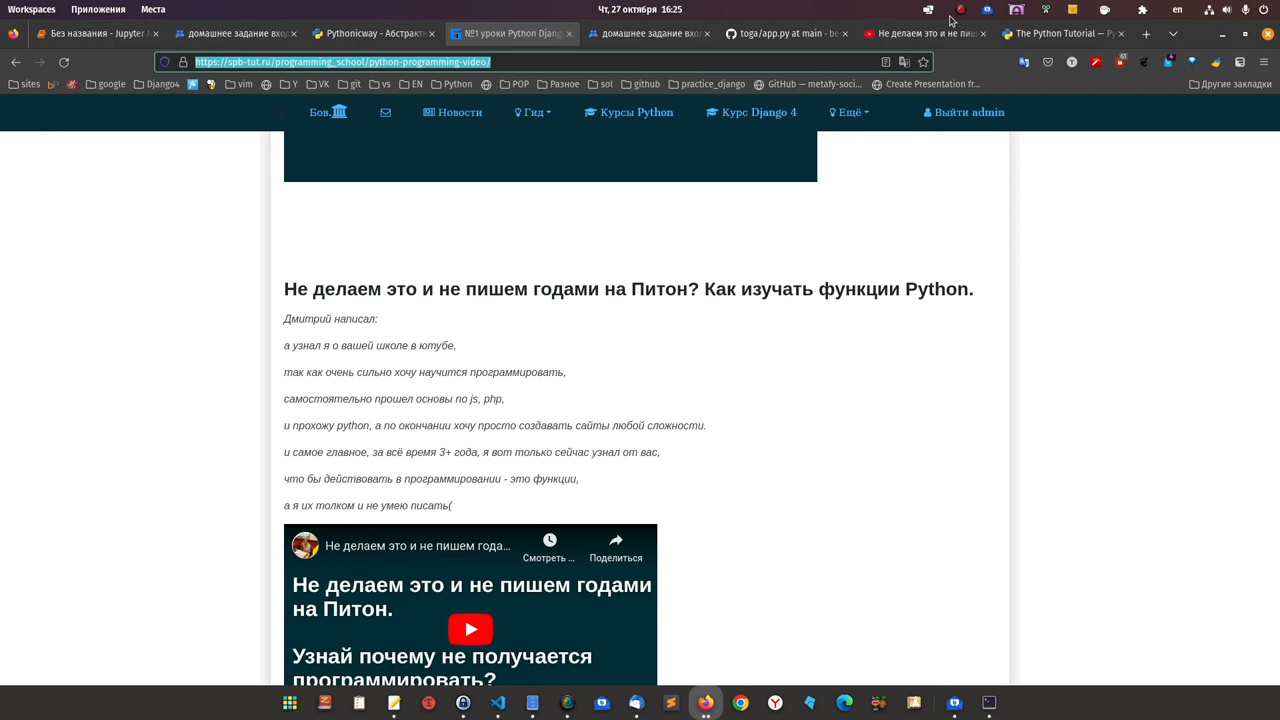 Workspaces Приложения Места Чт, 27 октября 16:25 en
Без названия - Jupyter N
домашнее задание вход
Pythonicway - Абстрактн
№1 уроки Python Djang
домашнее задание вход
toga/app.py at main · be
Не делаем это и не пиш
The Python Tutorial — Py
https://spb-tut.ru/programming_school/python-programming-video/
sites google Django4 vim Y VK git vs EN Python POP Разное sol github practice_django GitHub — metafy-soci... Create Presentation fr... Другие закладки
Бов. Новости Гид Курсы Python Курс Django 4 Ещё Выйти admin
Не делаем это и не пишем годами на Питон? Как изучать функции Python.
Дмитрий написал:
а узнал я о вашей школе в ютубе,
так как очень сильно хочу научится программировать,
самостоятельно прошел основы по js, php,
и прохожу python, а по окончании хочу просто создавать сайты любой сложности.
и самое главное, за всё время 3+ года, я вот только сейчас узнал от вас,
что бы действовать в программировании - это функции,
а я их толком и не умею писать(
Не делаем это и не пишем года...
Смотреть ... Поделиться
Не делаем это и не пишем годами
на Питон.
Узнай почему не получается
программировать?